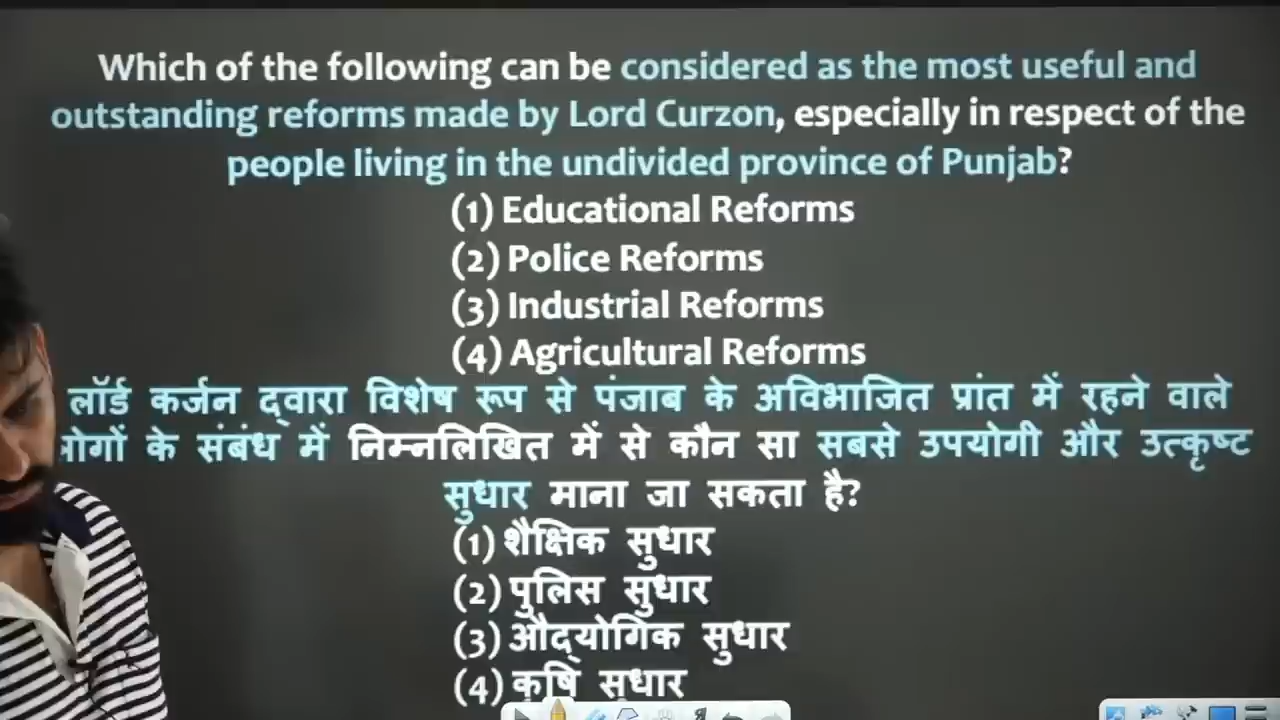 Which of the following can be considered as the most useful and
outstanding reforms made by Lord Curzon, especially in respect of the
people living in the undivided province of Punjab?
(1) Educational Reforms
(2) Police Reforms
(3) Industrial Reforms
(4) Agricultural Reforms
लॉर्ड कर्जन द्वारा विशेष रूप से पंजाब के अविभाजित प्रांत में रहने वाले
के संबंध में निम्नलिखित में से कौन सा सबसे उपयोगी और उत्कृष्ट
सुधार माना जा सकता है?
(1) शैक्षिक सुधार
(2) पुलिस सुधार
(3) औद्योगिक सुधार
(4) कृषि सुधार